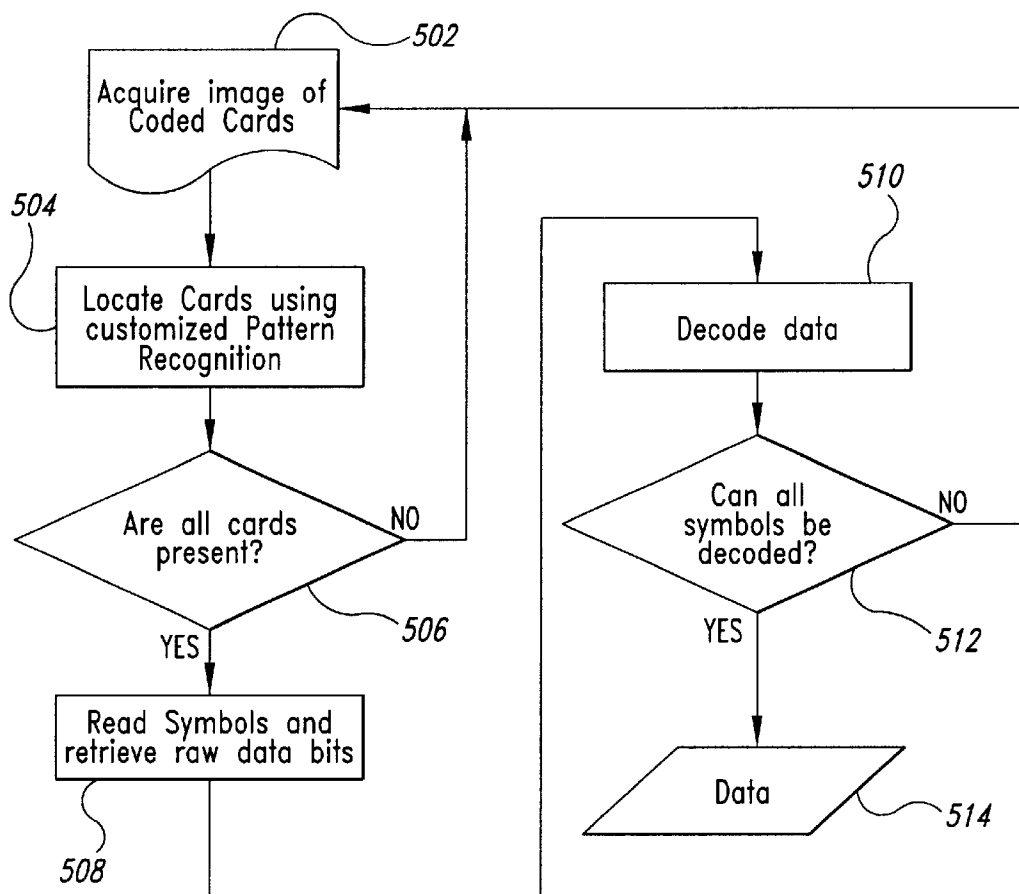 502
Acquire image of
Coded Cards
504
Locate Cards using
customized Pattern
Recognition
Are all cards
present?
NO
506
YES
Read Symbols and
retrieve raw data bits
508
510
Decode data
Can all
symbols be
decoded?
NO
512
YES
Data
514